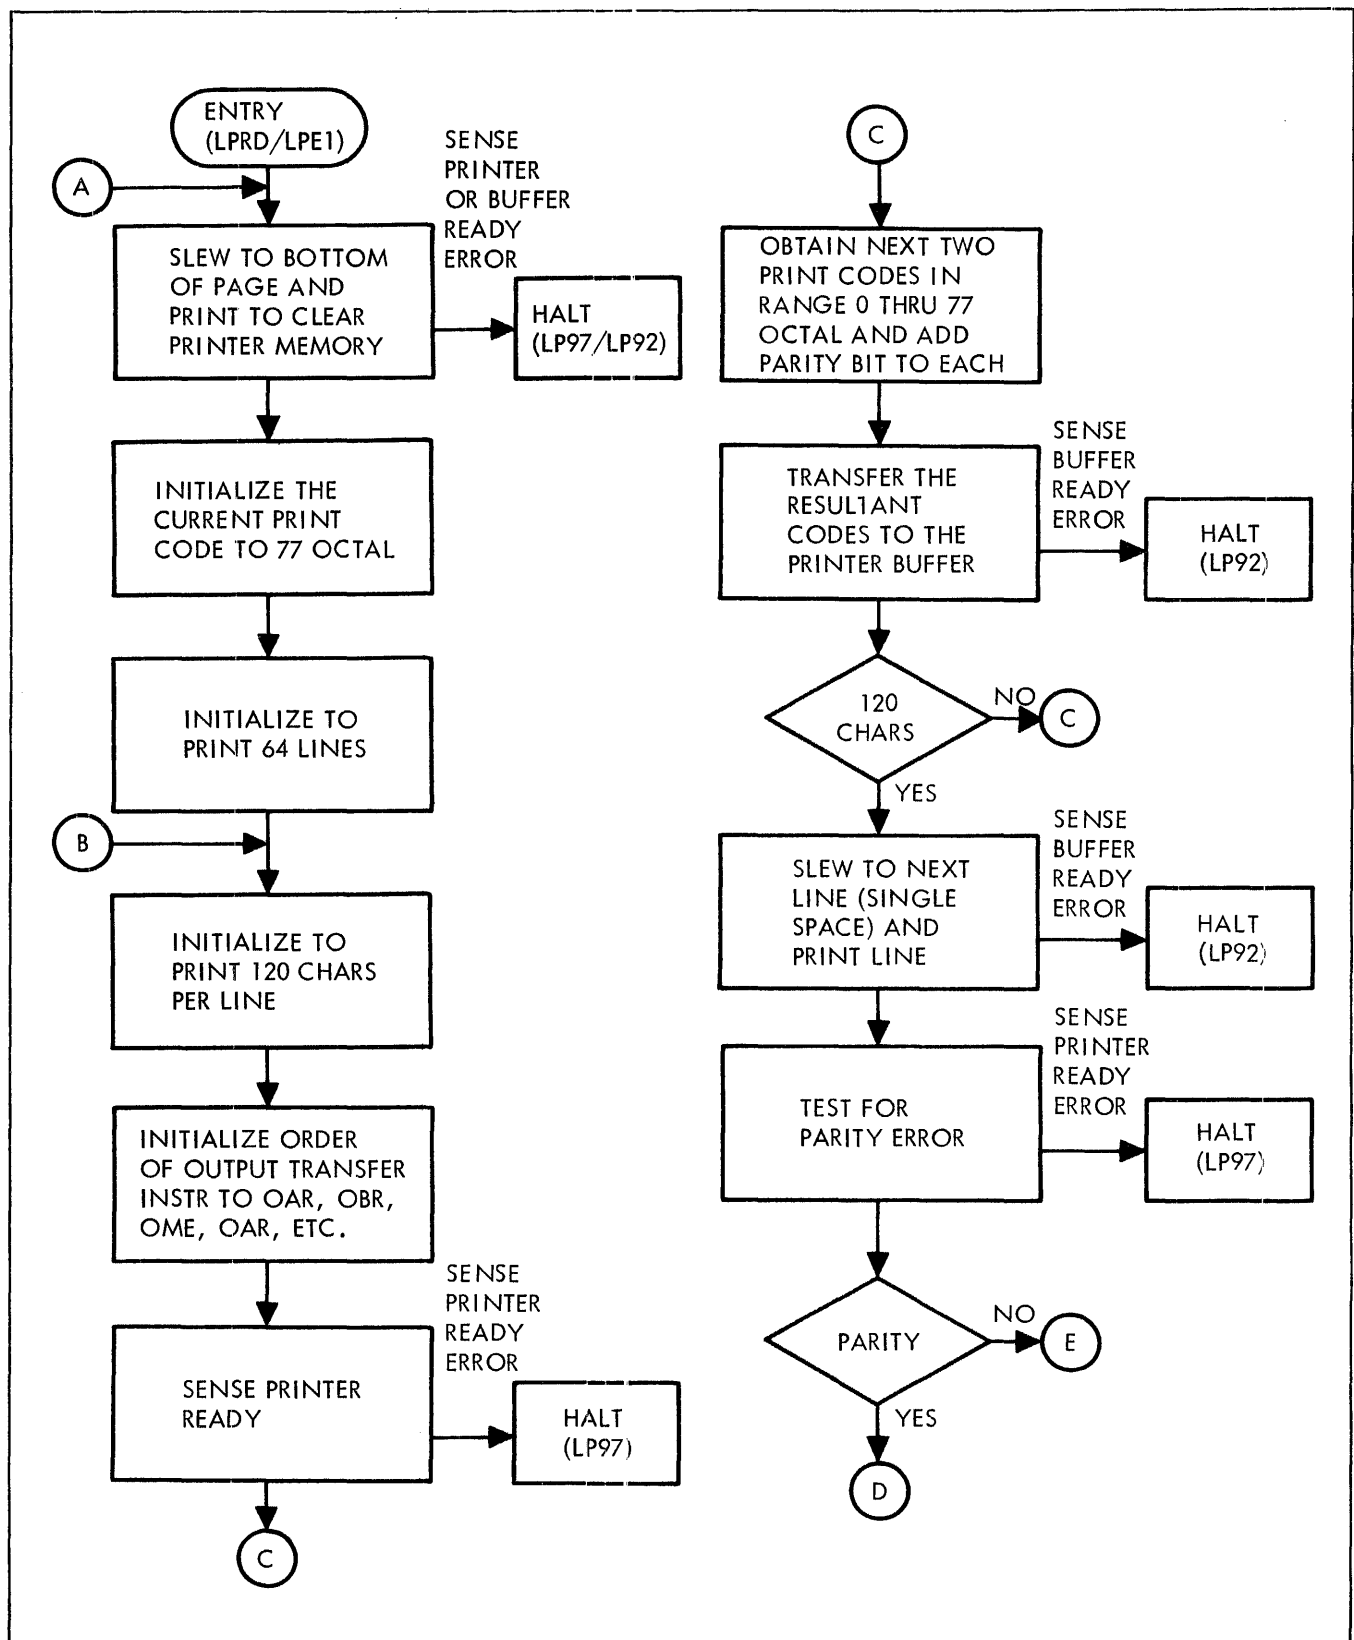 ENTRY
(LPRD/LPE1)
A
SENSE
PRINTER
OR BUFFER
READY
ERROR
SLEW TO BOTTOM
OF PAGE AND
PRINT TO CLEAR
PRINTER MEMORY
HALT
(LP97/LP92)
INITIALIZE THE
CURRENT PRINT
CODE TO 77 OCTAL
INITIALIZE TO
PRINT 64 LINES
B
INITIALIZE TO
PRINT 120 CHARS
PER LINE
INITIALIZE ORDER
OF OUTPUT TRANSFER
INSTR TO OAR, OBR,
OME, OAR, ETC.
SENSE
PRINTER
READY
ERROR
SENSE PRINTER
READY
HALT
(LP97)
C
C
OBTAIN NEXT TWO
PRINT CODES IN
RANGE 0 THRU 77
OCTAL AND ADD
PARITY BIT TO EACH
SENSE
BUFFER
READY
ERROR
TRANSFER THE
RESUL1ANT
CODES TO THE
PRINTER BUFFER
HALT
(LP92)
120
CHARS
NO
C
YES
SENSE
BUFFER
READY
ERROR
SLEW TO NEXT
LINE (SINGLE
SPACE) AND
PRINT LINE
HALT
(LP92)
SENSE
PRINTER
READY
ERROR
TEST FOR
PARITY ERROR
HALT
(LP97)
PARITY
NO
E
YES
D